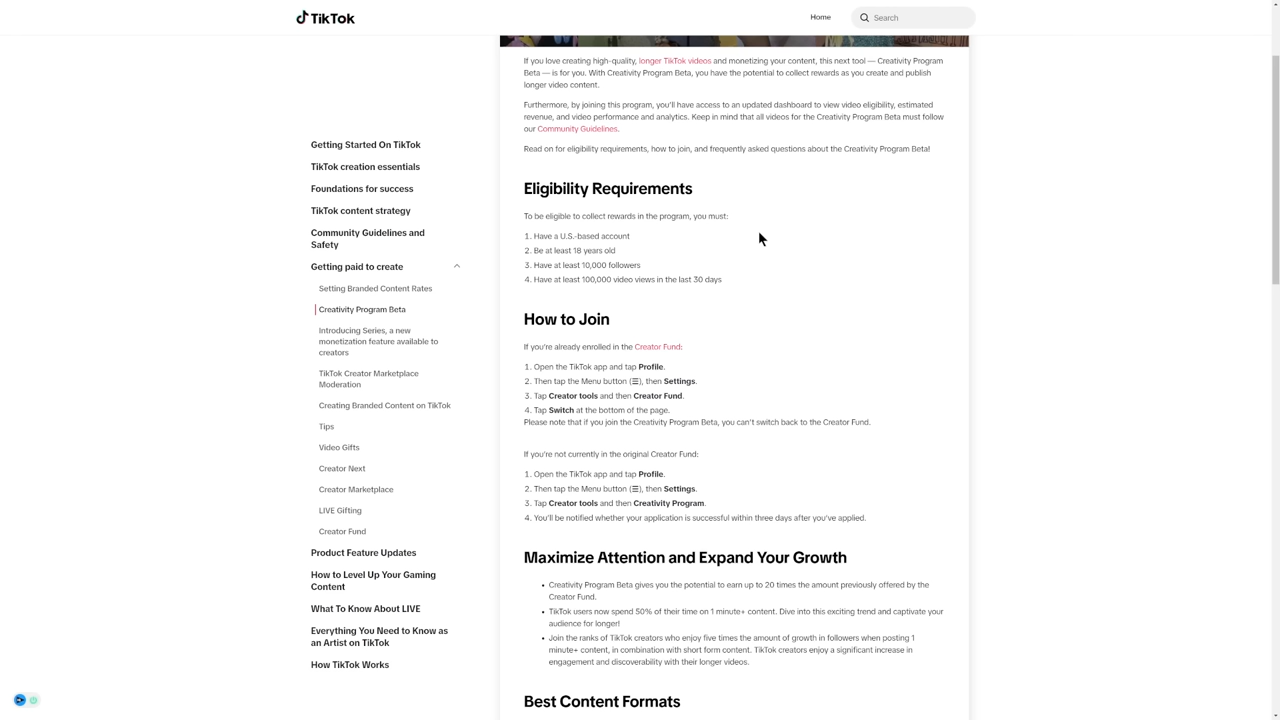 TikTok
Home
Search
If you love creating high-quality, longer TikTok videos and monetizing your content, this next tool — Creativity Program
Beta — is for you. With Creativity Program Beta, you have the potential to collect rewards as you create and publish
longer video content.
Furthermore, by joining this program, you'll have access to an updated dashboard to view video eligibility, estimated
revenue, and video performance and analytics. Keep in mind that all videos for the Creativity Program Beta must follow
our Community Guidelines.
Read on for eligibility requirements, how to join, and frequently asked questions about the Creativity Program Beta!
Getting Started On TikTok
TikTok creation essentials
Foundations for success
TikTok content strategy
Community Guidelines and
Safety
Getting paid to create
Setting Branded Content Rates
Creativity Program Beta
Introducing Series, a new
monetization feature available to
creators
TikTok Creator Marketplace
Moderation
Creating Branded Content on TikTok
Tips
Video Gifts
Creator Next
Creator Marketplace
LIVE Gifting
Creator Fund
Product Feature Updates
How to Level Up Your Gaming
Content
What To Know About LIVE
Everything You Need to Know as
an Artist on TikTok
How TikTok Works
Eligibility Requirements
To be eligible to collect rewards in the program, you must:
1. Have a U.S.-based account
2. Be at least 18 years old
3. Have at least 10,000 followers
4. Have at least 100,000 video views in the last 30 days
How to Join
If you're already enrolled in the Creator Fund:
1. Open the TikTok app and tap Profile.
2. Then tap the Menu button (☰), then Settings.
3. Tap Creator tools and then Creator Fund.
4. Tap Switch at the bottom of the page.
Please note that if you join the Creativity Program Beta, you can't switch back to the Creator Fund.
If you're not currently in the original Creator Fund:
1. Open the TikTok app and tap Profile.
2. Then tap the Menu button (☰), then Settings.
3. Tap Creator tools and then Creativity Program.
4. You'll be notified whether your application is successful within three days after you've applied.
Maximize Attention and Expand Your Growth
• Creativity Program Beta gives you the potential to earn up to 20 times the amount previously offered by the
Creator Fund.
• TikTok users now spend 50% of their time on 1 minute+ content. Dive into this exciting trend and captivate your
audience for longer!
• Join the ranks of TikTok creators who enjoy five times the amount of growth in followers when posting 1
minute+ content, in combination with short form content. TikTok creators enjoy a significant increase in
engagement and discoverability with their longer videos.
Best Content Formats